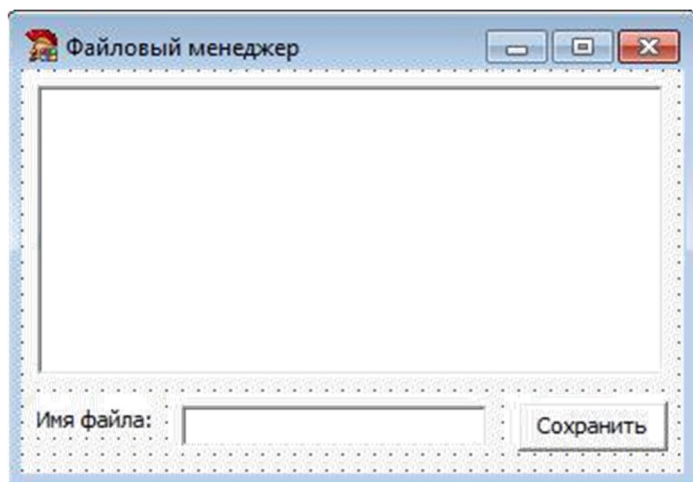 Файловый менеджер
Имя файла:
Сохранить